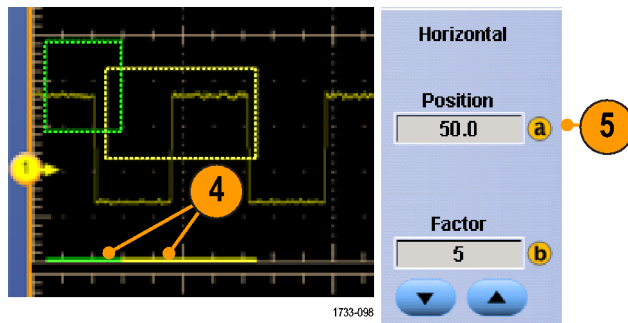 1
4
1733-098
Horizontal
Position
50.0 a
5
Factor
5 b